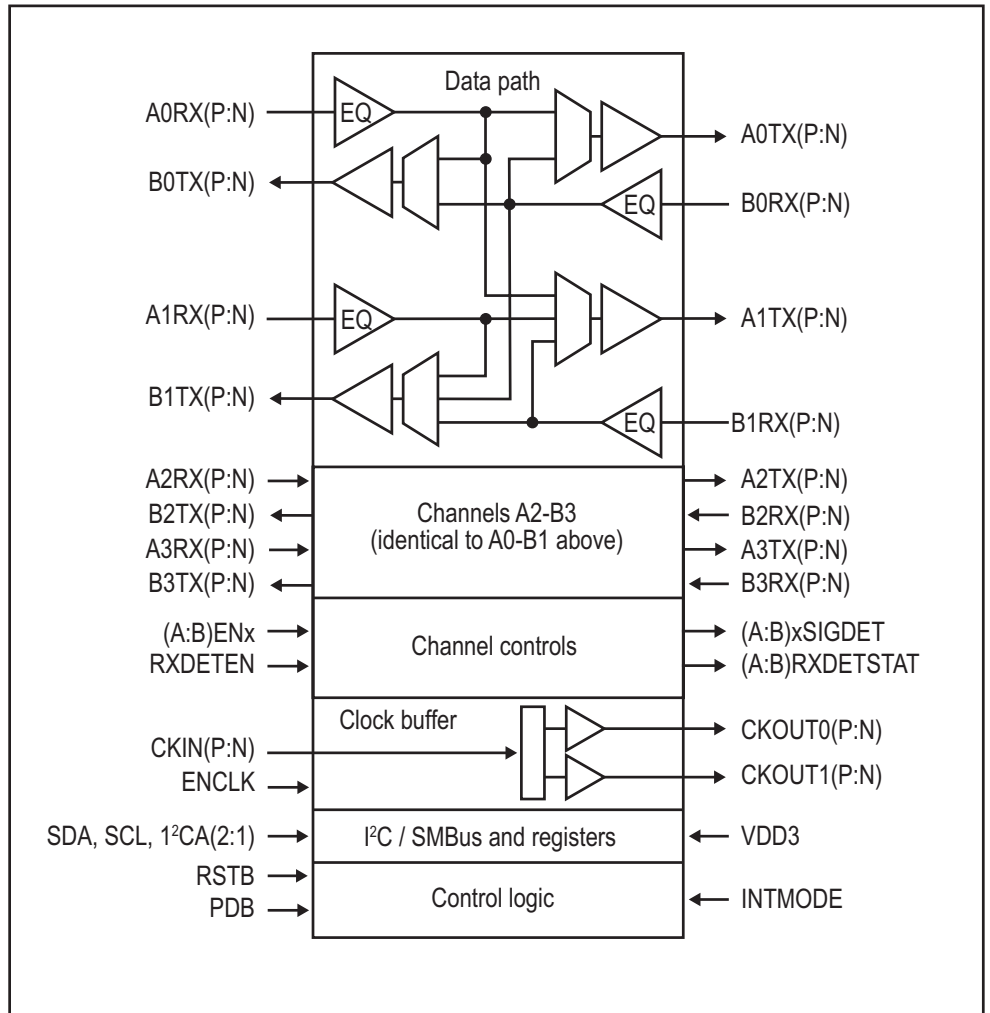 Data path
A0RX(P:N)
EQ
A0TX(P:N)
B0TX(P:N)
EQ
B0RX(P:N)
A1RX(P:N)
EQ
A1TX(P:N)
B1TX(P:N)
EQ
B1RX(P:N)
A2RX(P:N)
A2TX(P:N)
B2TX(P:N)
Channels A2-B3
B2RX(P:N)
(identical to A0-B1 above)
A3RX(P:N)
A3TX(P:N)
B3TX(P:N)
B3RX(P:N)
(A:B)ENx
Channel controls
(A:B)xSIGDET
RXDETEN
(A:B)RXDETSTAT
Clock buffer
CKOUT0(P:N)
CKIN(P:N)
ENCLK
CKOUT1(P:N)
SDA, SCL, 1²CA(2:1)
I²C / SMBus and registers
VDD3
RSTB
Control logic
INTMODE
PDB